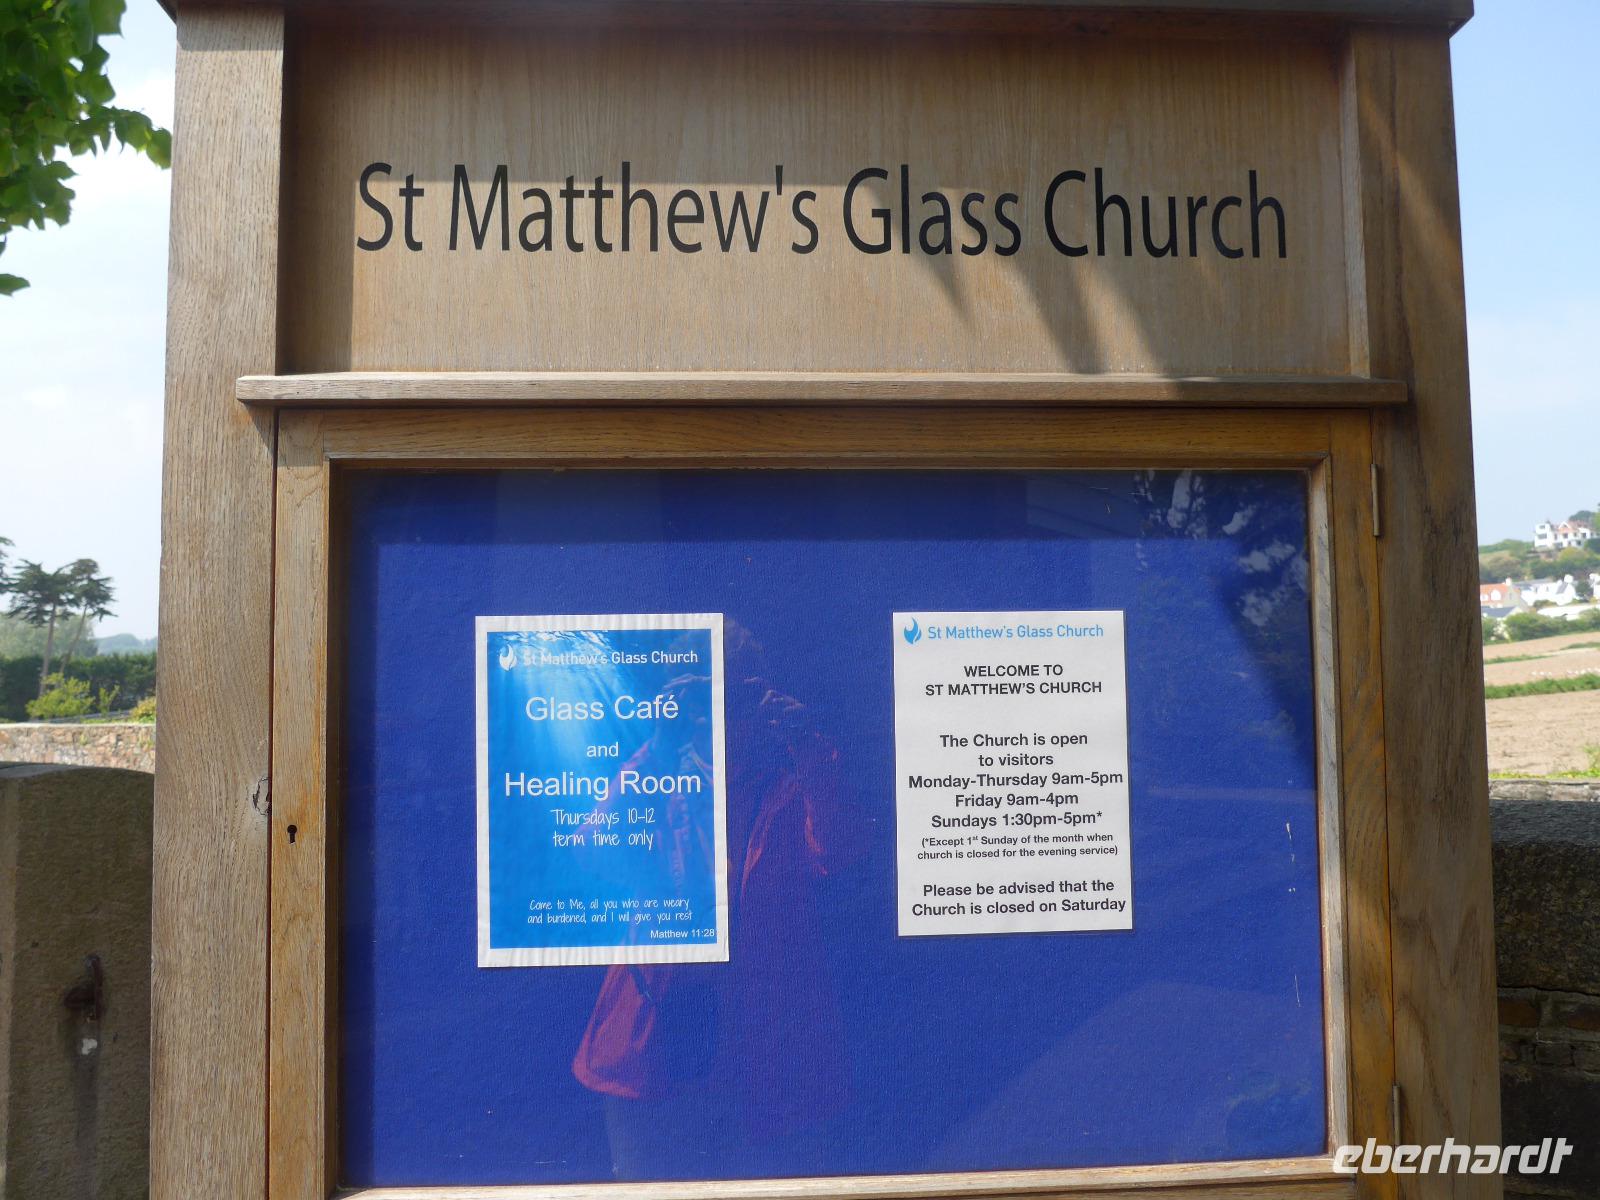 St Matthew's Glass Church
St Matthew's Glass Church
Glass Café
and
Healing Room
Thursdays 10-12
term time only
Come to Me, all you who are weary
and burdened, and I will give you rest
Matthew 11:28
St Matthew's Glass Church
WELCOME TO
ST MATTHEW'S CHURCH
The Church is open
to visitors
Monday-Thursday 9am-5pm
Friday 9am-4pm
Sundays 1:30pm-5pm*
(*Except 1st Sunday of the month when
church is closed for the evening service)
Please be advised that the
Church is closed on Saturday
eberhardt